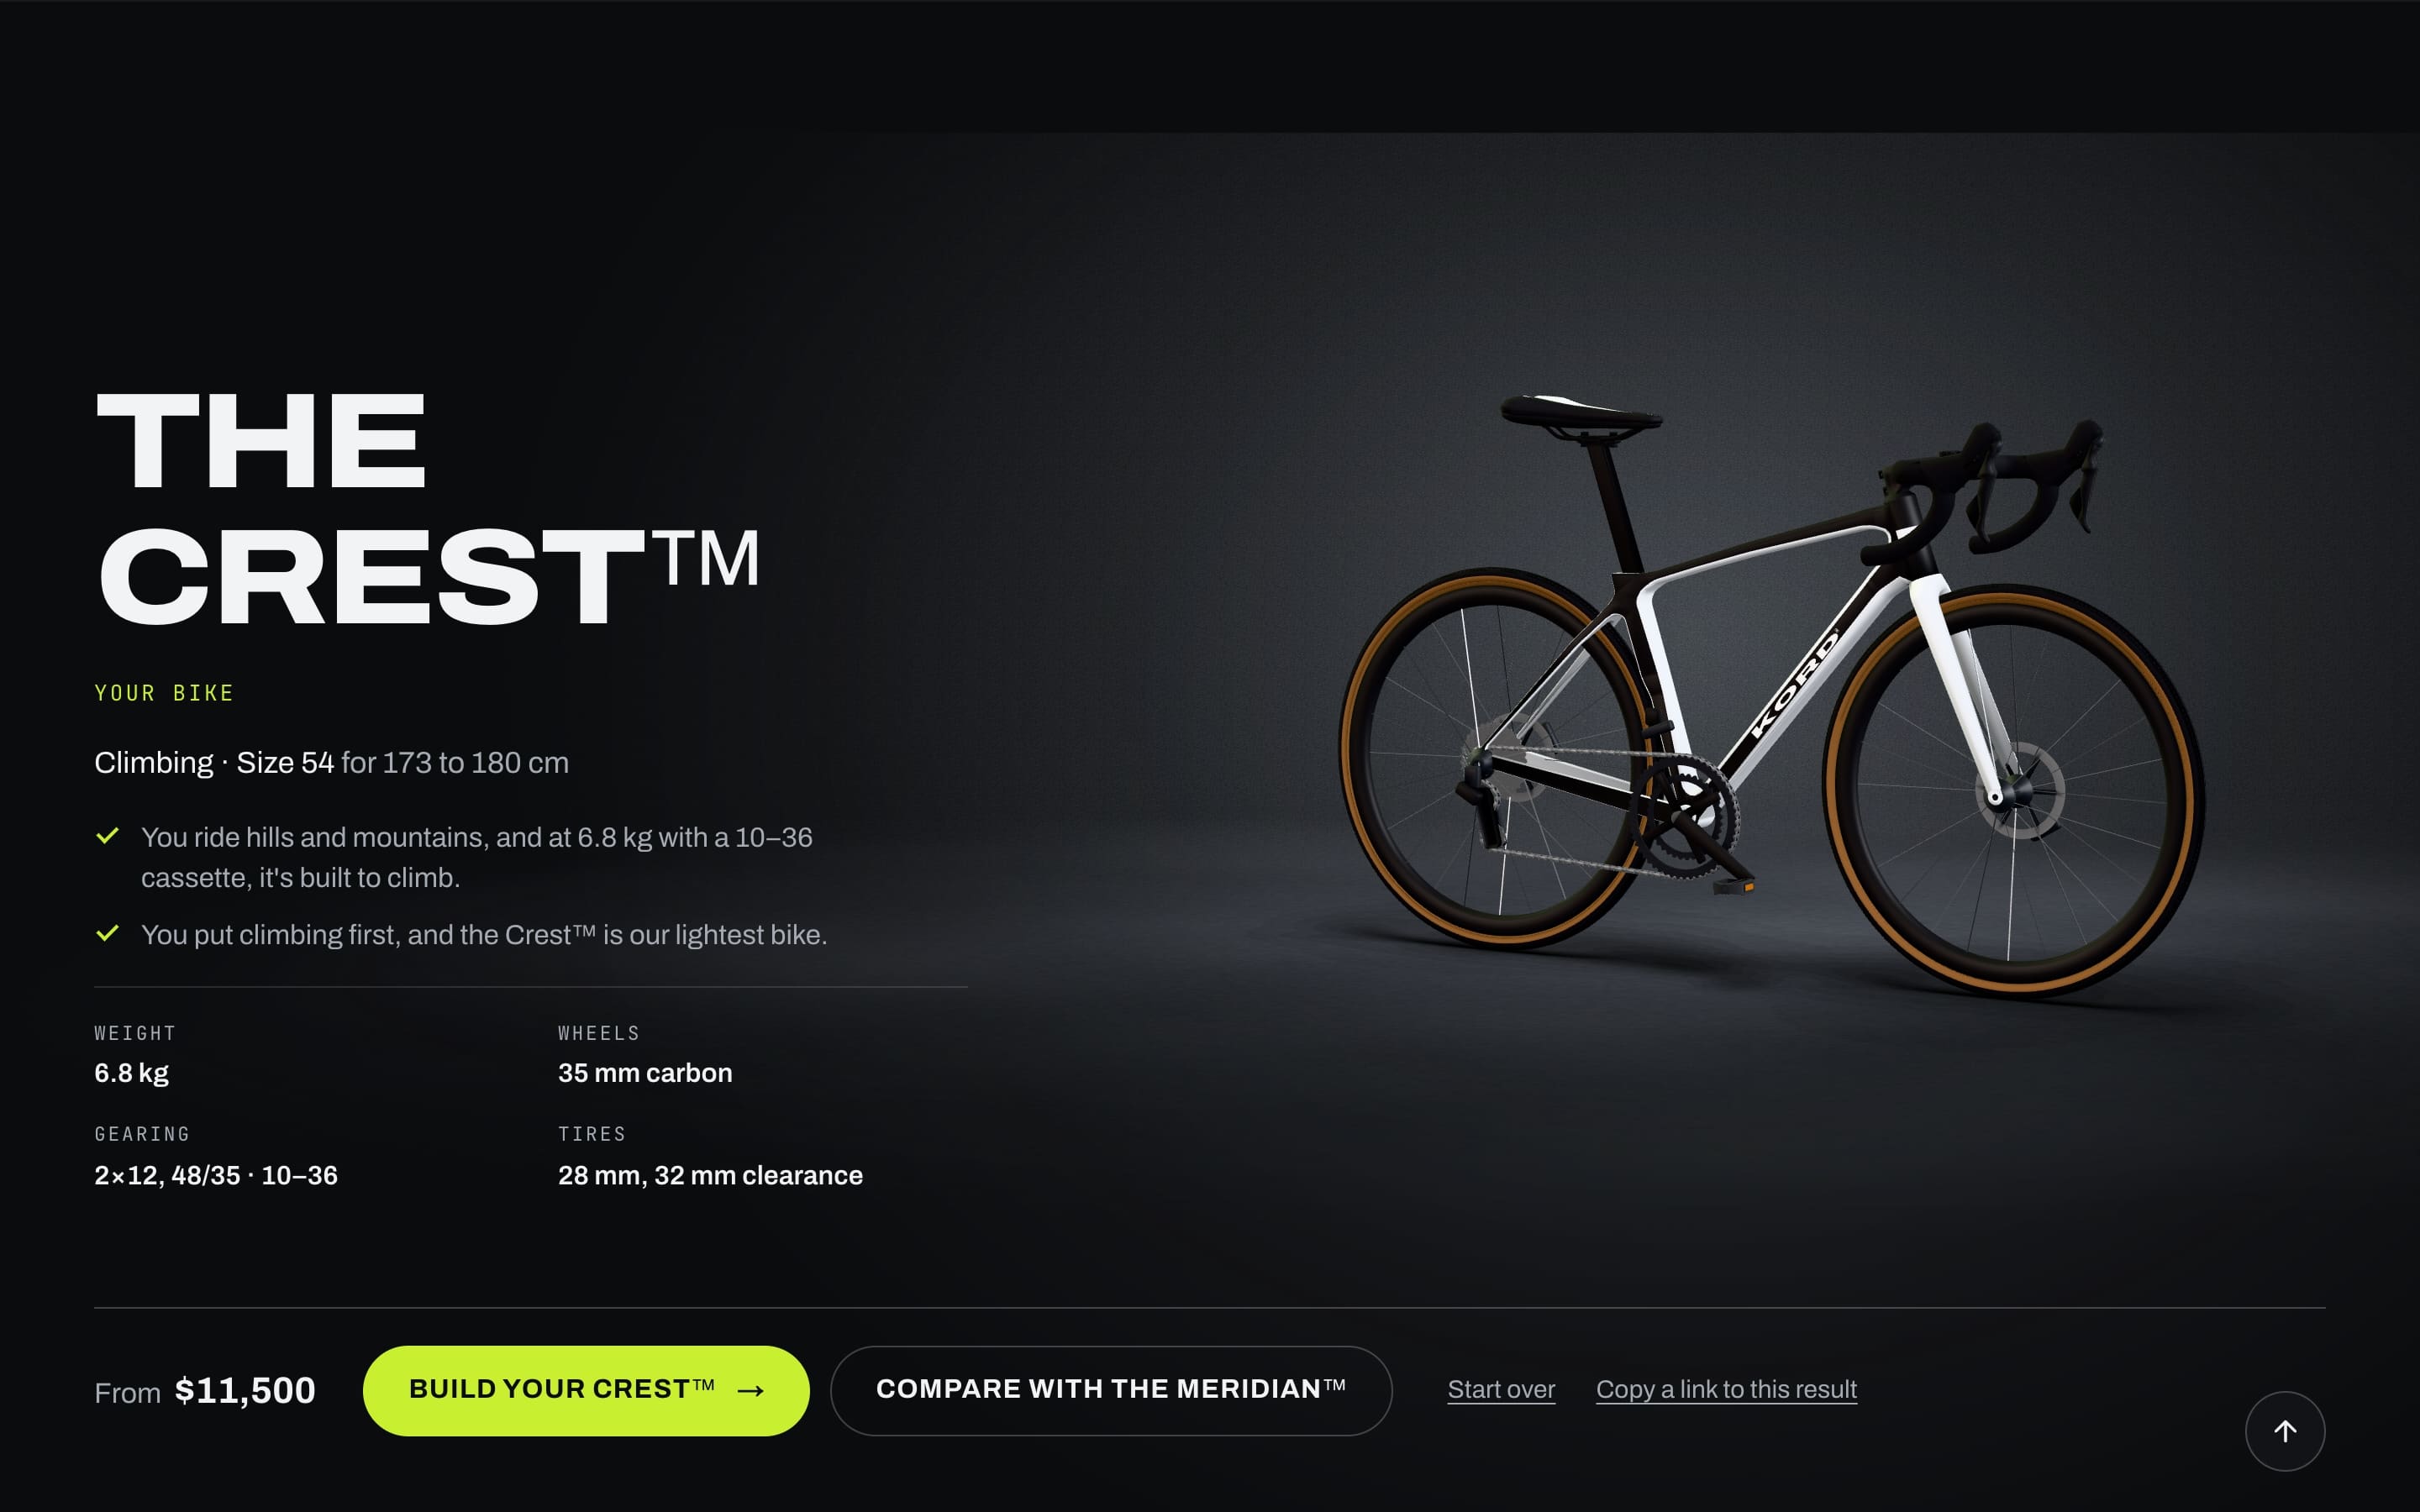 THE
CREST™
YOUR BIKE
Climbing · Size 54 for 173 to 180 cm
You ride hills and mountains, and at 6.8 kg with a 10–36
cassette, it's built to climb.
You put climbing first, and the Crest™ is our lightest bike.
WEIGHT
6.8 kg
WHEELS
35 mm carbon
GEARING
2×12, 48/35 · 10–36
TIRES
28 mm, 32 mm clearance
KORD
From $11,500
BUILD YOUR CREST™ →
COMPARE WITH THE MERIDIAN™
Start over
Copy a link to this result